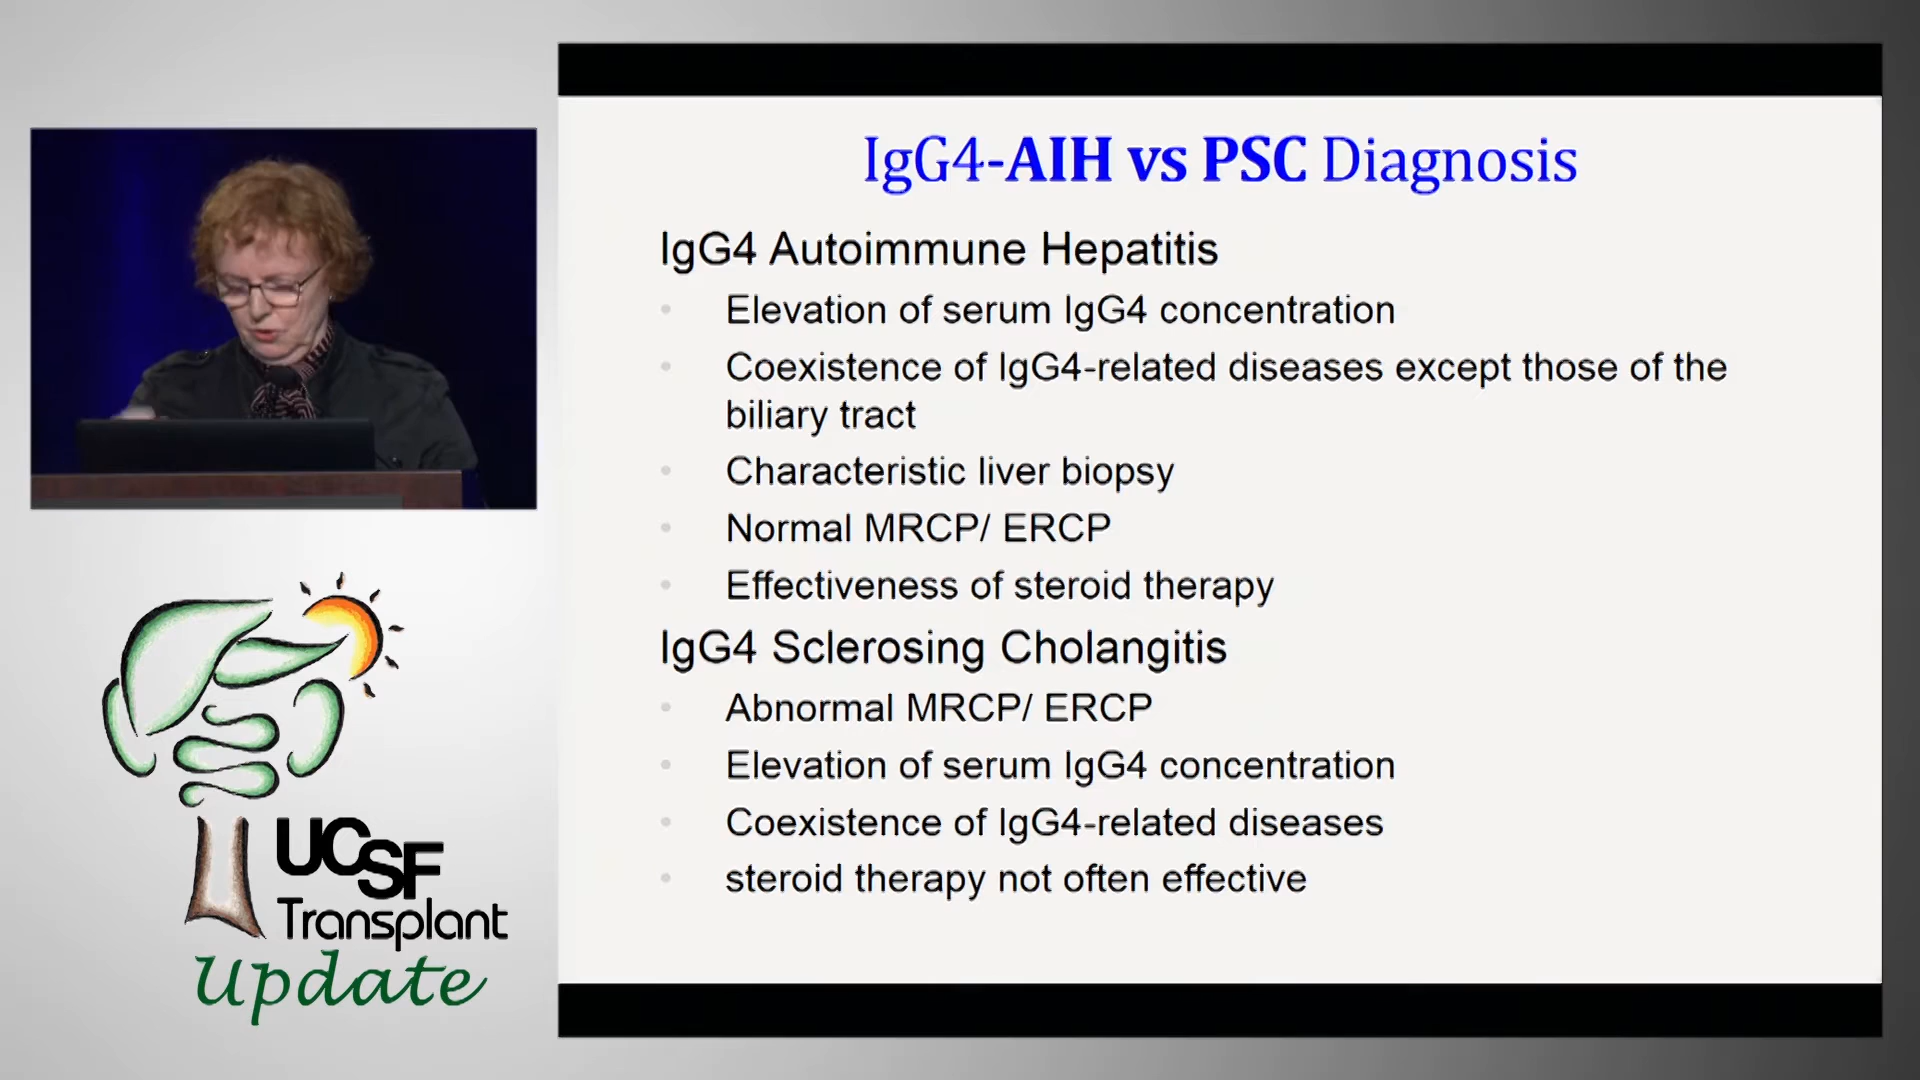 IgG4-AIH vs PSC Diagnosis
IgG4 Autoimmune Hepatitis
• Elevation of serum IgG4 concentration
• Coexistence of IgG4-related diseases except those of the
biliary tract
• Characteristic liver biopsy
• Normal MRCP/ ERCP
• Effectiveness of steroid therapy
IgG4 Sclerosing Cholangitis
• Abnormal MRCP/ ERCP
• Elevation of serum IgG4 concentration
• Coexistence of IgG4-related diseases
• steroid therapy not often effective
UCSF
Transplant
Update